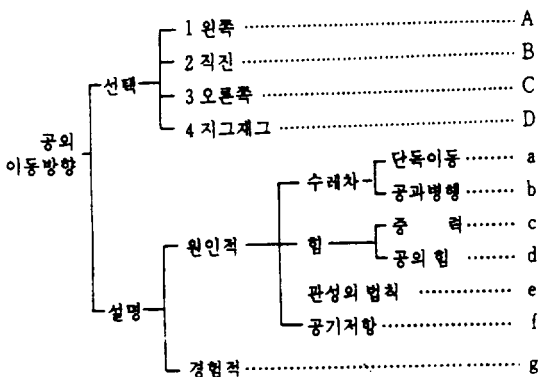 1 왼쪽 A
2 직진 B
선택
3 오른쪽 C
4 지그재그 D
공의
이동방향
단독이동 a
수레차
공과병행 b
중 력 c
원인적
힘
공의 힘 d
관성의 법칙 e
설명
공기저항 f
경험적 g